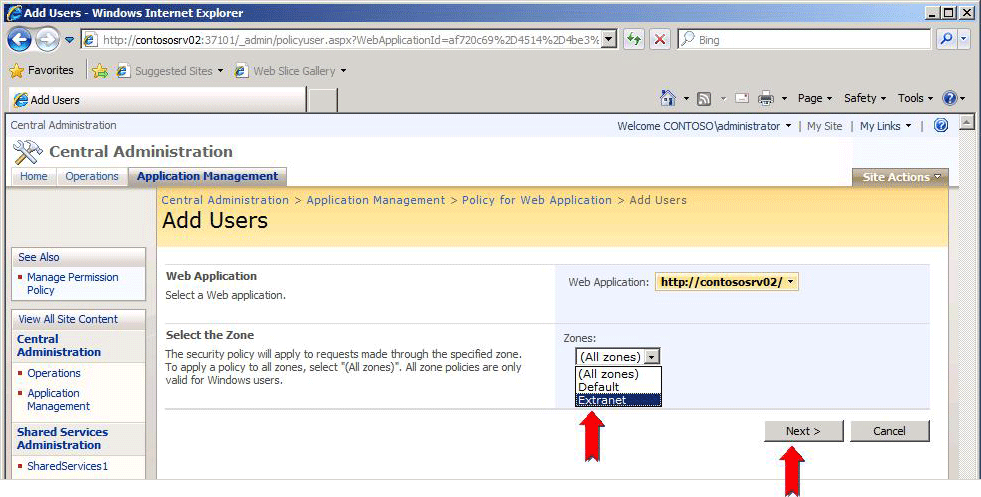 Add Users - Windows Internet Explorer
http://contososrv02:37101/_admin/policyuser.aspx?WebApplicationId=af720c69%2D4514%2D4be3%
Bing
Favorites
Suggested Sites
Web Slice Gallery
Add Users
Page
Safety
Tools
Central Administration
Welcome CONTOSO\administrator
My Site
My Links
Central Administration
Home
Operations
Application Management
Site Actions
Central Administration > Application Management > Policy for Web Application > Add Users
Add Users
See Also
Manage Permission
Policy
View All Site Content
Central
Administration
Operations
Application
Management
Shared Services
Administration
SharedServices1
Web Application
Select a Web application.
Web Application: http://contososrv02/
Select the Zone
The security policy will apply to requests made through the specified zone.
To apply a policy to all zones, select "(All zones)". All zone policies are only
valid for Windows users.
Zones:
(All zones)
(All zones)
Default
Extranet
Next >
Cancel